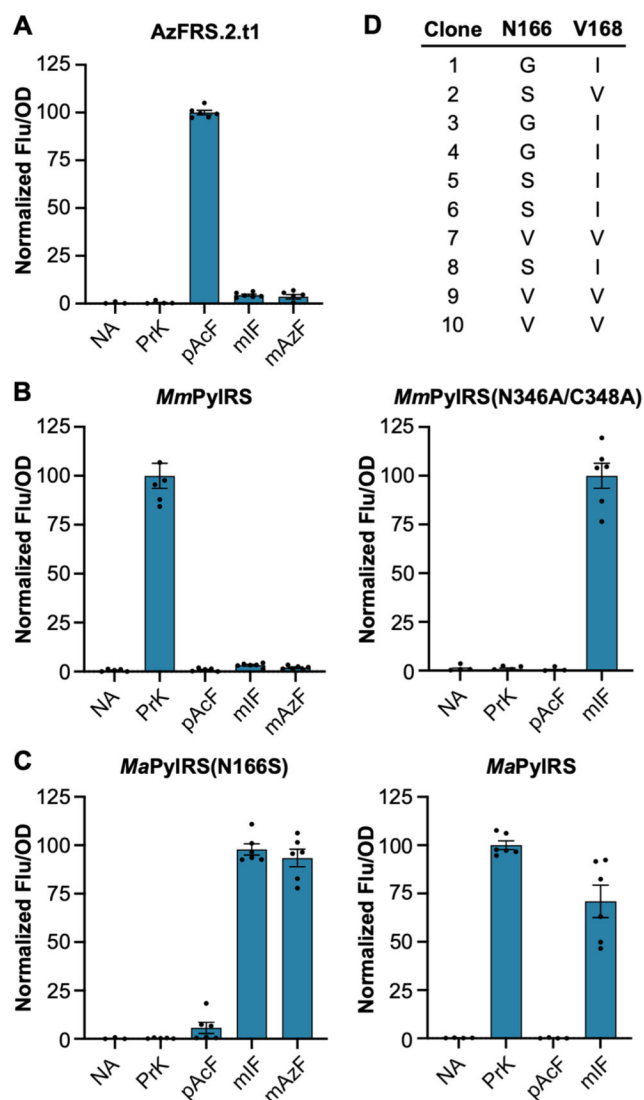 A
AzFRS.2.t1
Normalized Flu/OD
125
100
75
50
25
0
NA
PrK
pAcF
mIF
mAzF
D
Clone N166 V168
1 G I
2 S V
3 G I
4 G I
5 S I
6 S I
7 V V
8 S I
9 V V
10 V V
B
MmPylRS
Normalized Flu/OD
125
100
75
50
25
0
NA
PrK
pAcF
mIF
mAzF
MmPylRS(N346A/C348A)
Normalized Flu/OD
125
100
75
50
25
0
NA
PrK
pAcF
mIF
C
MaPylRS(N166S)
Normalized Flu/OD
125
100
75
50
25
0
NA
PrK
pAcF
mIF
mAzF
MaPylRS
Normalized Flu/OD
125
100
75
50
25
0
NA
PrK
pAcF
mIF